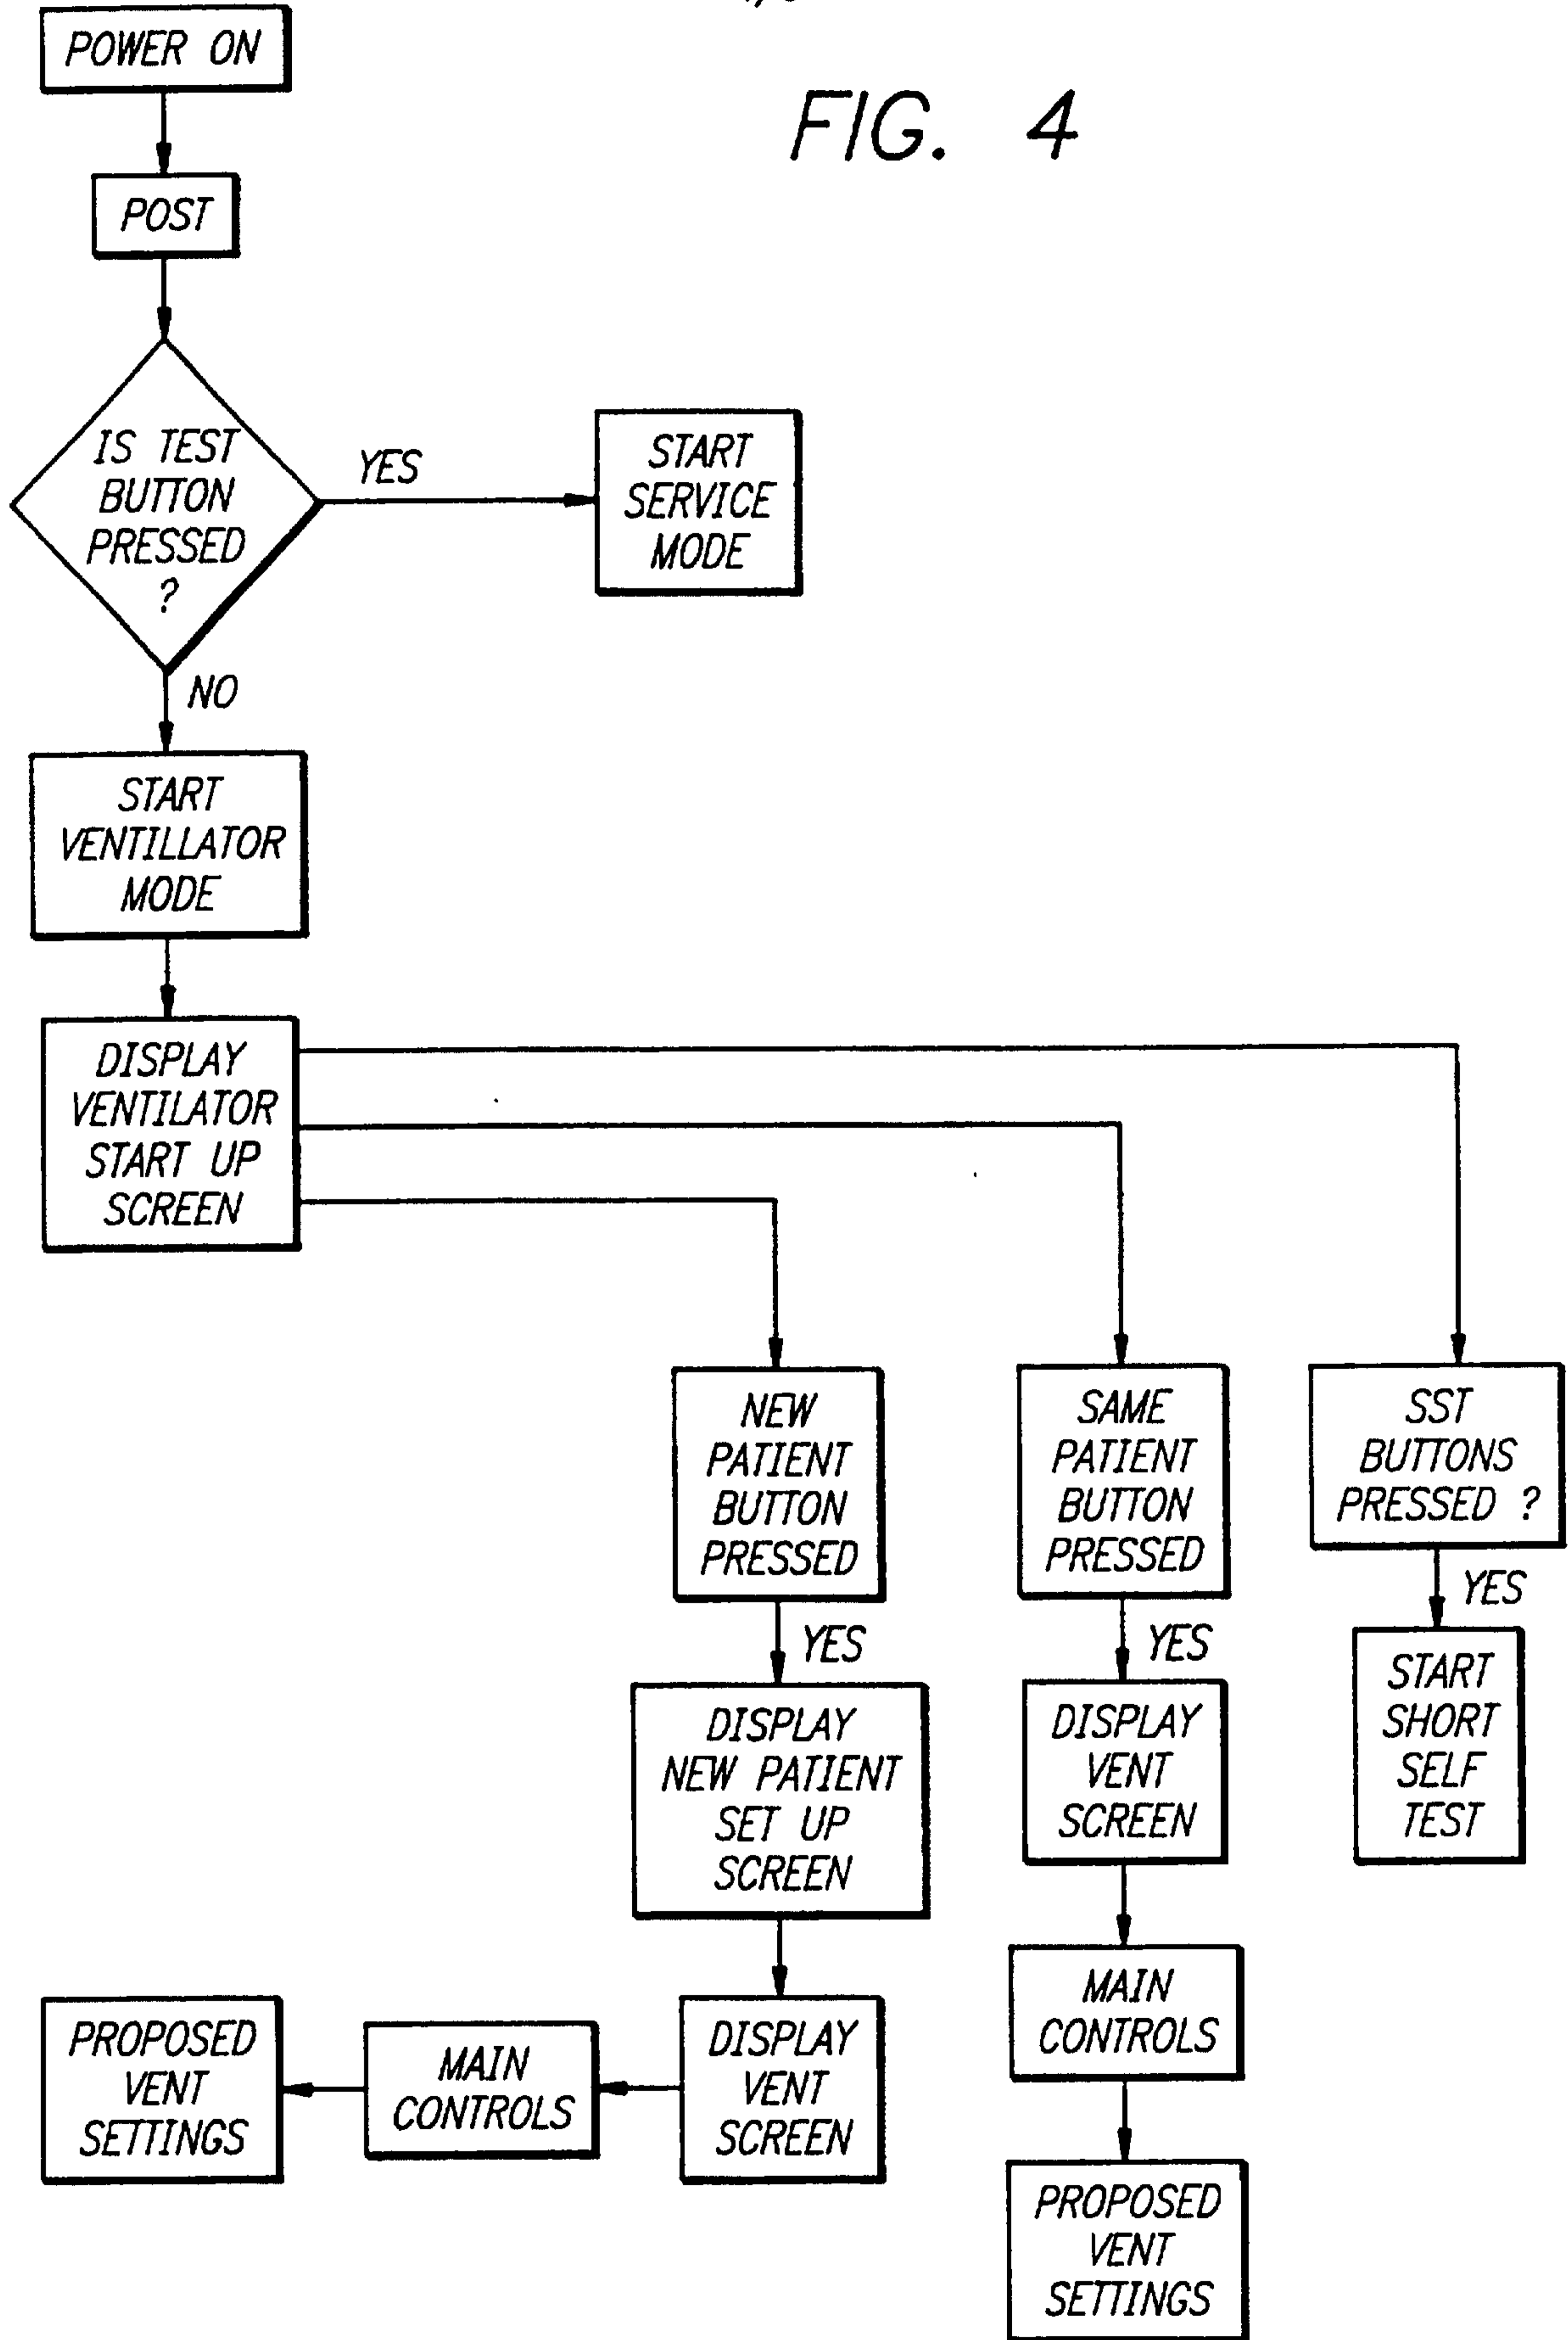 FIG. 4
POWER ON
POST
IS TEST
BUTTON
PRESSED
?
YES
START
SERVICE
MODE
NO
START
VENTILLATOR
MODE
DISPLAY
VENTILATOR
START UP
SCREEN
NEW
PATIENT
BUTTON
PRESSED
YES
DISPLAY
NEW PATIENT
SET UP
SCREEN
DISPLAY
VENT
SCREEN
MAIN
CONTROLS
PROPOSED
VENT
SETTINGS
SAME
PATIENT
BUTTON
PRESSED
YES
DISPLAY
VENT
SCREEN
MAIN
CONTROLS
PROPOSED
VENT
SETTINGS
SST
BUTTONS
PRESSED ?
YES
START
SHORT
SELF
TEST